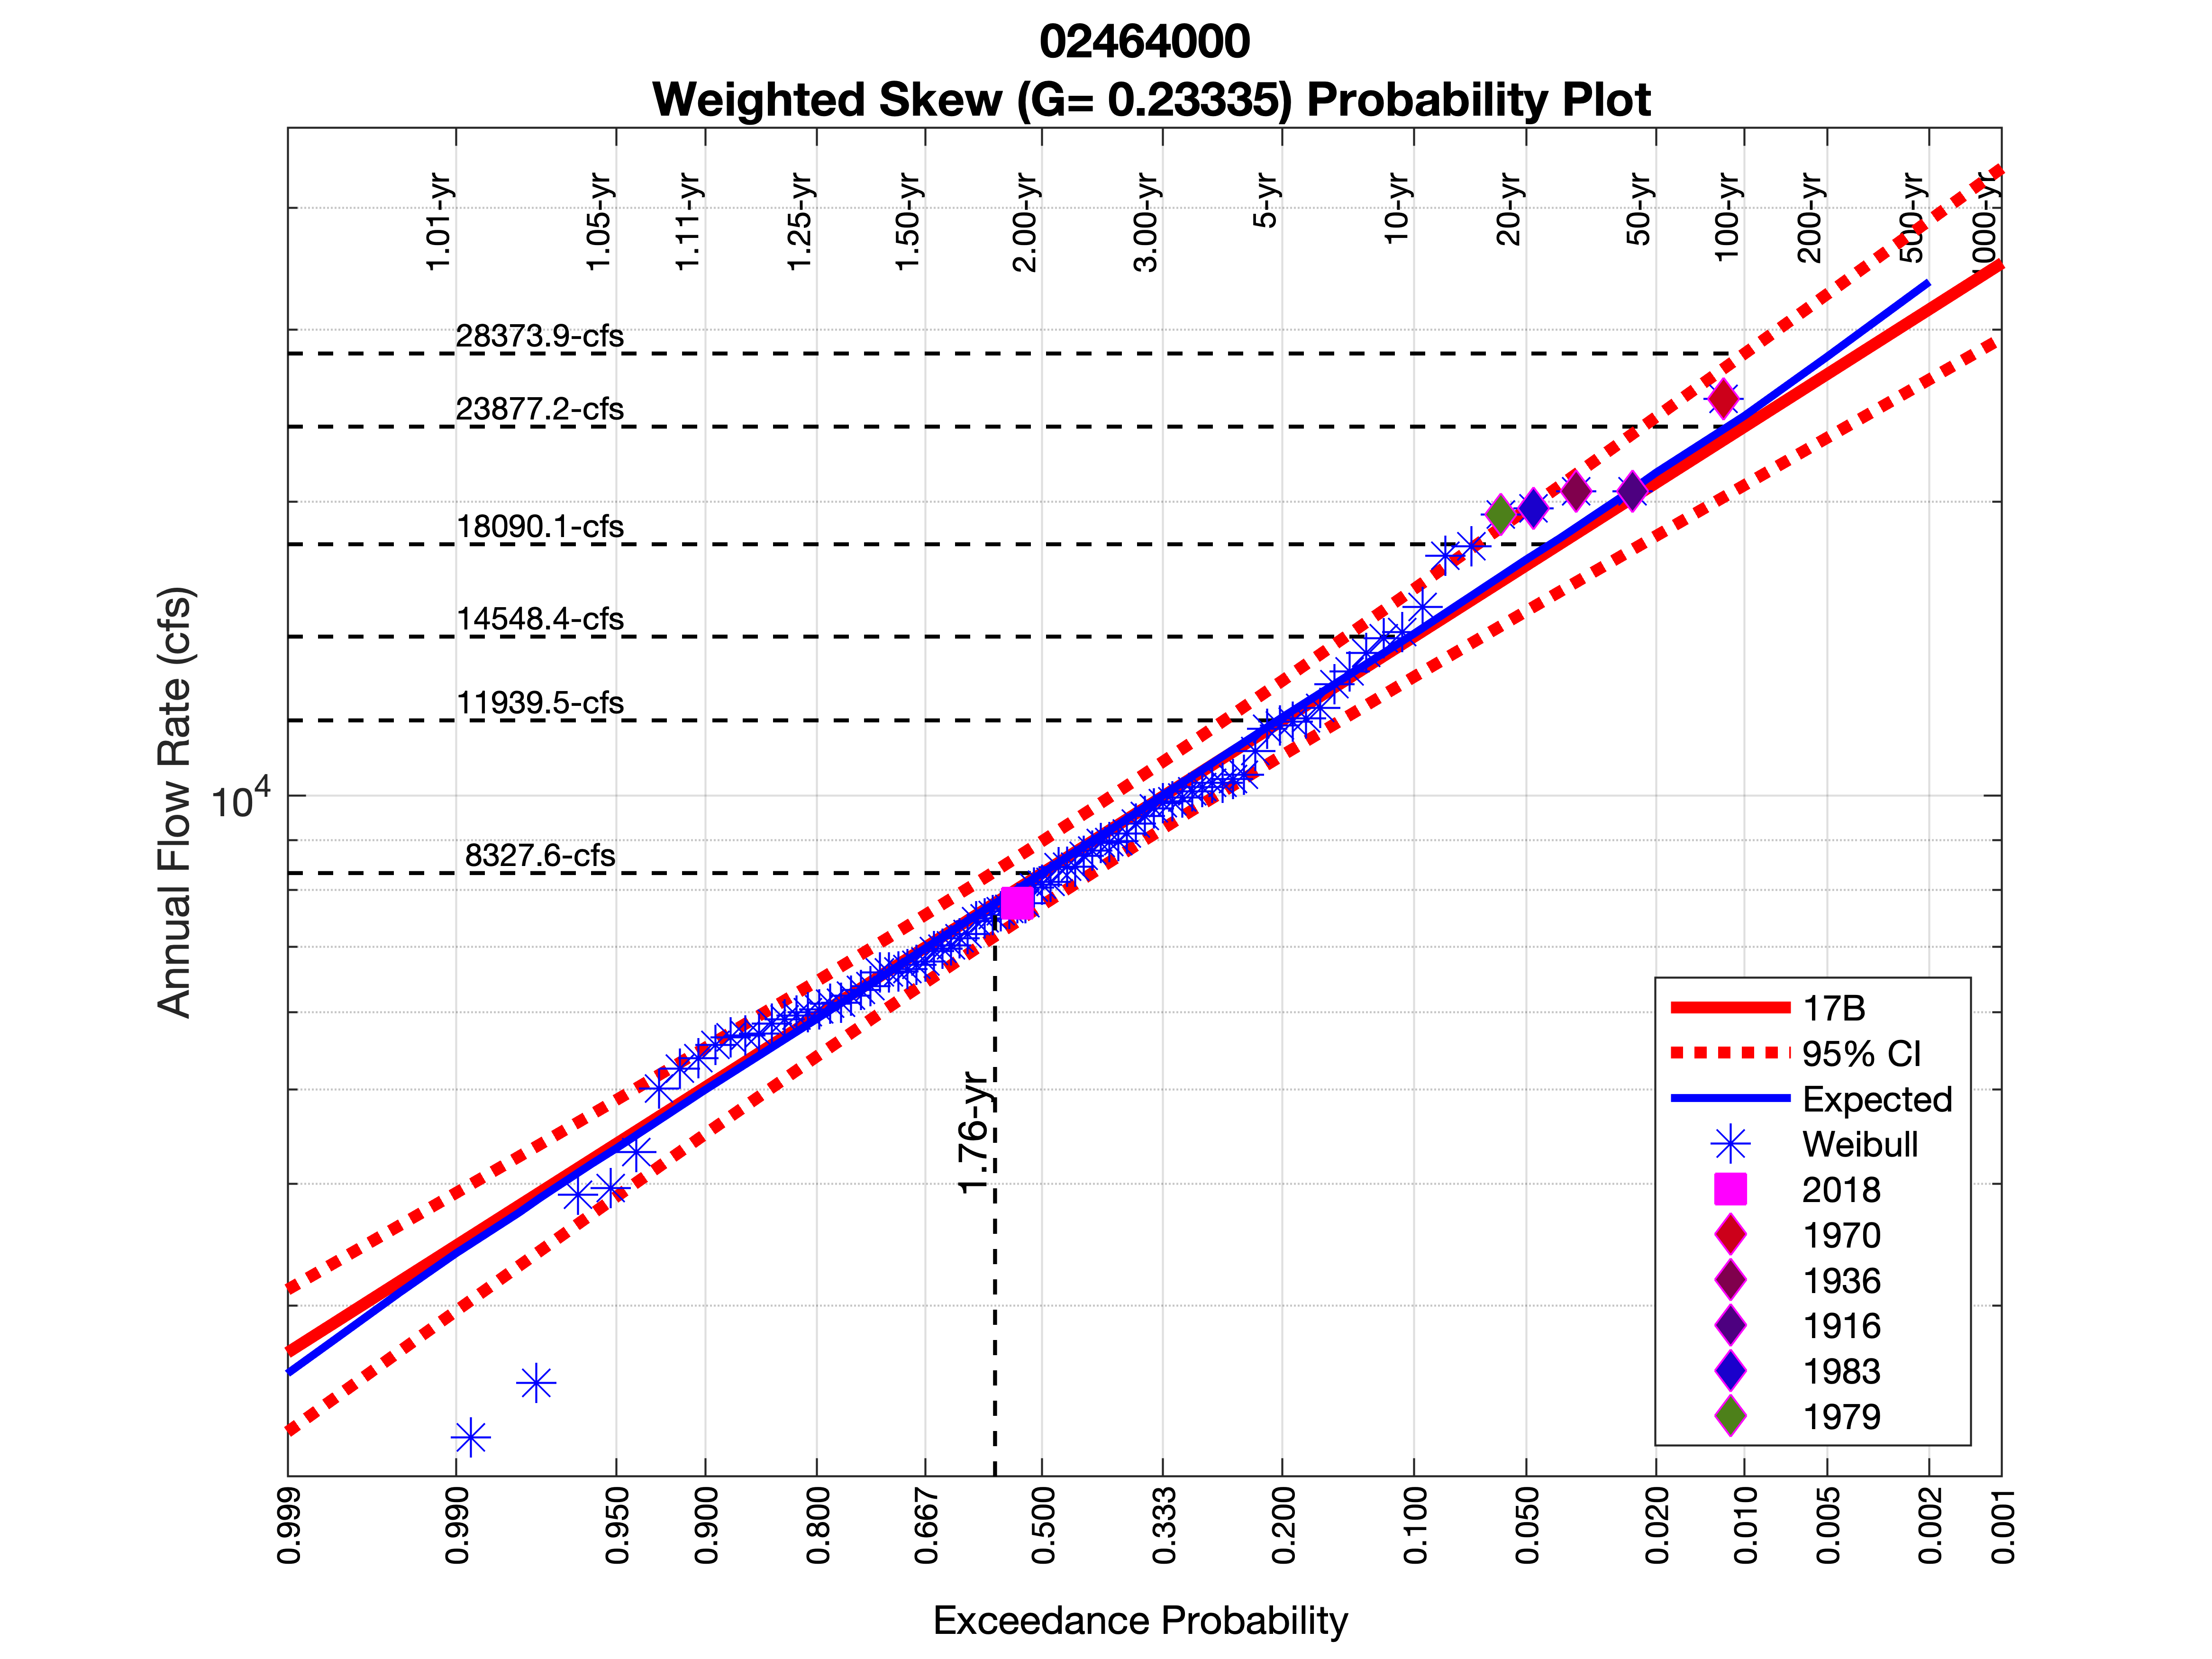 02464000
Weighted Skew (G= 0.23335) Probability Plot
1.01-yr
1.05-yr
1.11-yr
1.25-yr
1.50-yr
2.00-yr
3.00-yr
5-yr
10-yr
20-yr
50-yr
100-yr
200-yr
500-yr
1000-yr
28373.9-cfs
23877.2-cfs
18090.1-cfs
14548.4-cfs
11939.5-cfs
8327.6-cfs
1.76-yr
Annual Flow Rate (cfs)
10^4
17B
95% CI
Expected
Weibull
2018
1970
1936
1916
1983
1979
0.999
0.990
0.950
0.900
0.800
0.667
0.500
0.333
0.200
0.100
0.050
0.020
0.010
0.005
0.002
0.001
Exceedance Probability